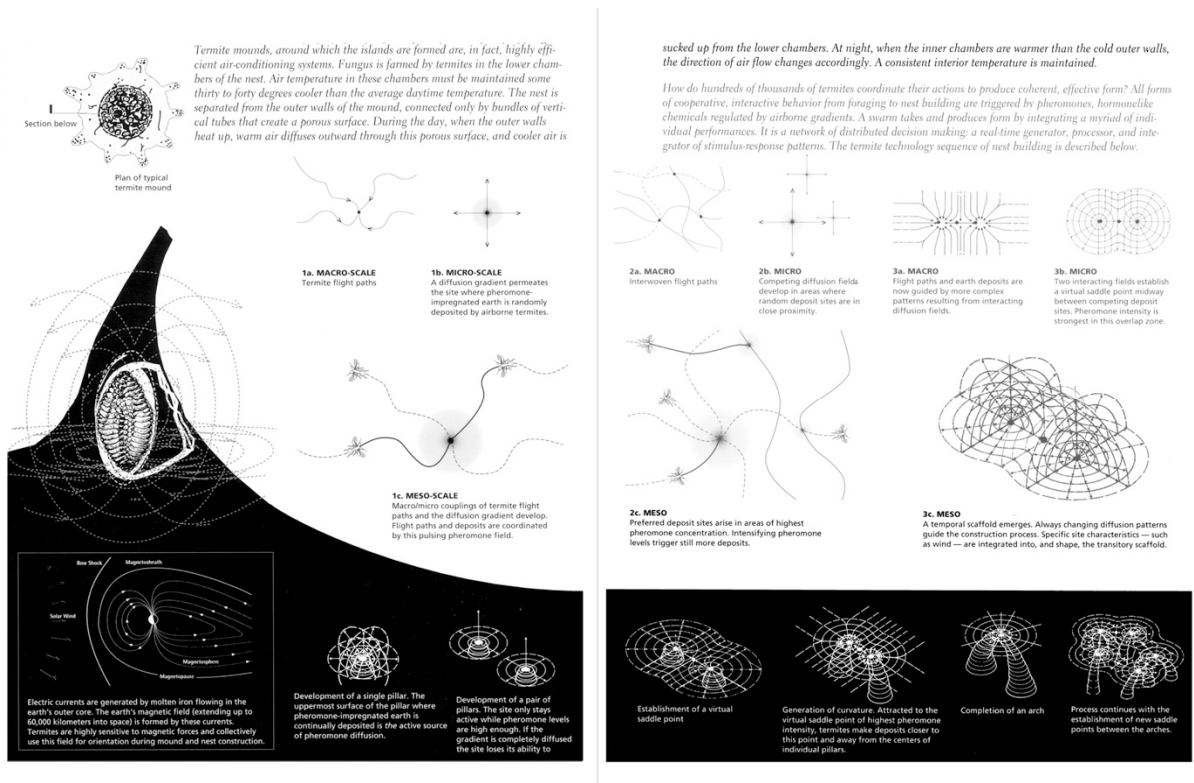 Termite mounds, around which the islands are formed are, in fact, highly effi-
cient air-conditioning systems. Fungus is farmed by termites in the lower cham-
bers of the nest. Air temperature in these chambers must be maintained some
thirty to forty degrees cooler than the average daytime temperature. The nest is
separated from the outer walls of the mound, connected only by bundles of verti-
cal tubes that create a porous surface. During the day, when the outer walls
heat up, warm air diffuses outward through this porous surface, and cooler air is
Section below
Plan of typical
termite mound
1a. MACRO-SCALE
Termite flight paths
1b. MICRO-SCALE
A diffusion gradient permeates
the site where pheromone-
impregnated earth is randomly
deposited by airborne termites.
1c. MESO-SCALE
Macro/micro couplings of termite flight
paths and the diffusion gradient develop.
Flight paths and deposits are coordinated
by this pulsing pheromone field.
Bow Shock
Magnetosheath
Solar Wind
Magnetosphere
Magnetopause
Electric currents are generated by molten iron flowing in the
earth's outer core. The earth's magnetic field (extending up to
60,000 kilometers into space) is formed by these currents.
Termites are highly sensitive to magnetic forces and collectively
use this field for orientation during mound and nest construction.
Development of a single pillar. The
uppermost surface of the pillar where
pheromone-impregnated earth is
continually deposited is the active source
of pheromone diffusion.
Development of a pair of
pillars. The site only stays
active while pheromone levels
are high enough. If the
gradient is completely diffused
the site loses its ability to
sucked up from the lower chambers. At night, when the inner chambers are warmer than the cold outer walls,
the direction of air flow changes accordingly. A consistent interior temperature is maintained.
How do hundreds of thousands of termites coordinate their actions to produce coherent, effective form? All forms
of cooperative, interactive behavior from foraging to nest building are triggered by pheromones, hormonelike
chemicals regulated by airborne gradients. A swarm takes and produces form by integrating a myriad of indi-
vidual performances. It is a network of distributed decision making: a real-time generator, processor, and inte-
grator of stimulus-response patterns. The termite technology sequence of nest building is described below.
2a. MACRO
Interwoven flight paths
2b. MICRO
Competing diffusion fields
develop in areas where
random deposit sites are in
close proximity.
3a. MACRO
Flight paths and earth deposits are
now guided by more complex
patterns resulting from interacting
diffusion fields.
3b. MICRO
Two interacting fields establish
a virtual saddle point midway
between competing deposit
sites. Pheromone intensity is
strongest in this overlap zone.
2c. MESO
Preferred deposit sites arise in areas of highest
pheromone concentration. Intensifying pheromone
levels trigger still more deposits.
3c. MESO
A temporal scaffold emerges. Always changing diffusion patterns
guide the construction process. Specific site characteristics — such
as wind — are integrated into, and shape, the transitory scaffold.
Establishment of a virtual
saddle point
Generation of curvature. Attracted to the
virtual saddle point of highest pheromone
intensity, termites make deposits closer to
this point and away from the centers of
individual pillars.
Completion of an arch
Process continues with the
establishment of new saddle
points between the arches.